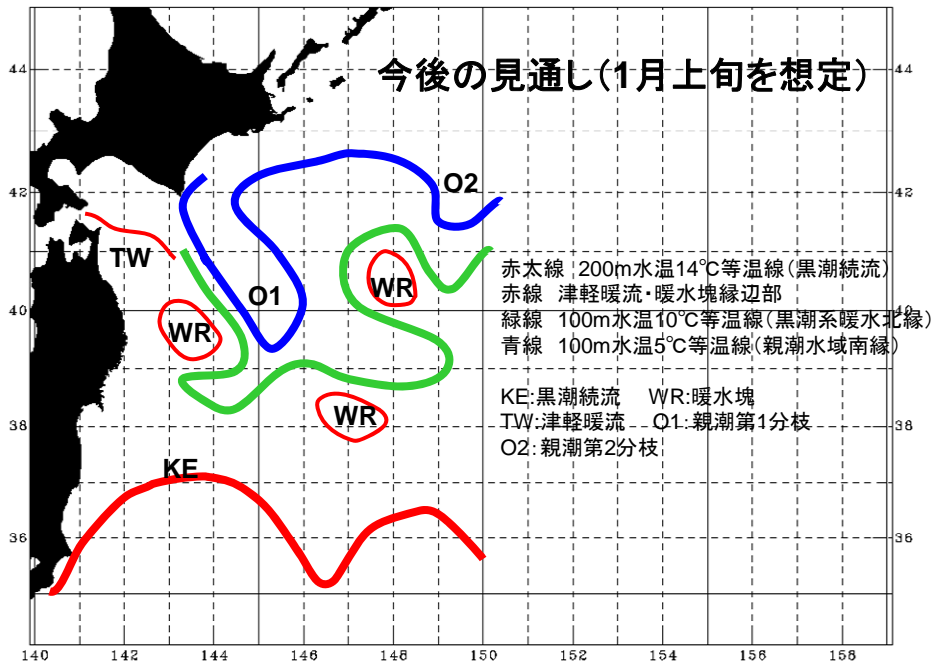 今後の見通し(1月上旬を想定)
44
44
42
42
O2
TW
O1
WR
WR
40
40
WR
38
38
KE
36
36
赤太線 200m水温14℃等温線(黒潮続流)
赤線 津軽暖流・暖水塊縁辺部
緑線 100m水温10℃等温線(黒潮系暖水北縁)
青線 100m水温5℃等温線(親潮水域南縁)
KE:黒潮続流 WR:暖水塊
TW:津軽暖流 O1:親潮第1分枝
O2:親潮第2分枝
140 142 144 146 148 150 152 154 156 158